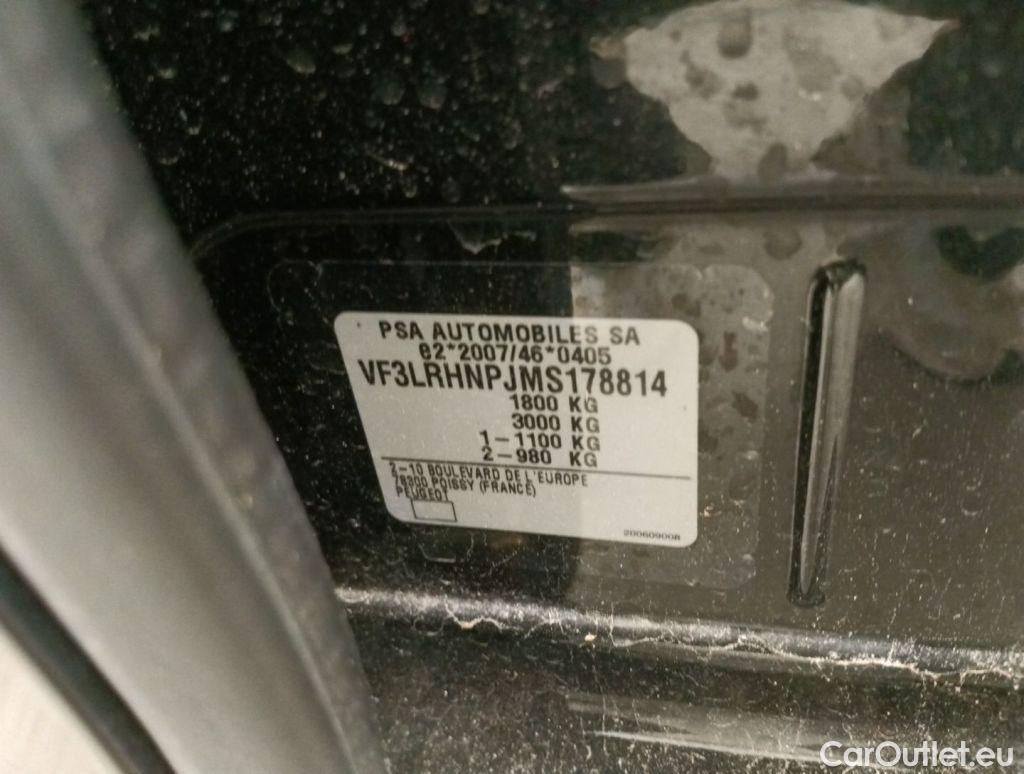 PSA AUTOMOBILES SA
e2*2007/46*0405
VF3LRHNPJMS178814
1800 KG
3000 KG
1-1100 KG
2-980 KG
2-10 BOULEVARD DE L'EUROPE
78300 POISSY (FRANCE)
PEUGEOT
20060900R
CarOutlet.eu